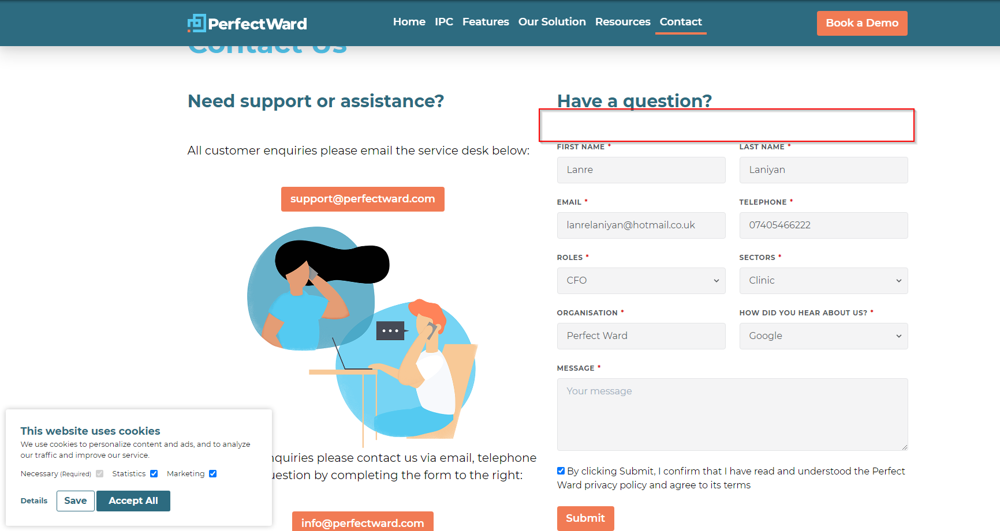 PerfectWard
Home IPC Features Our Solution Resources Contact
Book a Demo
Contact Us
Need support or assistance?
All customer enquiries please email the service desk below:
support@perfectward.com
nquiries please contact us via email, telephone
uestion by completing the form to the right:
info@perfectward.com
Have a question?
FIRST NAME * LAST NAME *
Lanre Laniyan
EMAIL * TELEPHONE *
lanrelaniyan@hotmail.co.uk 07405466222
ROLES * SECTORS *
CFO Clinic
ORGANISATION * HOW DID YOU HEAR ABOUT US? *
Perfect Ward Google
MESSAGE *
Your message
By clicking Submit, I confirm that I have read and understood the Perfect
Ward privacy policy and agree to its terms
Submit
This website uses cookies
We use cookies to personalize content and ads, and to analyze
our traffic and improve our service.
Necessary (Required) Statistics Marketing
Details Save Accept All